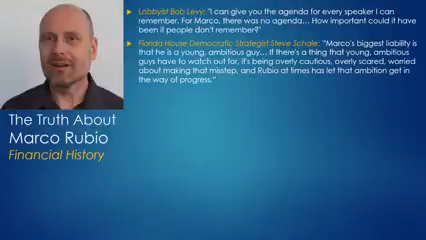 Lobbyist Bob Levy: "I can give you the agenda for every speaker I can
remember. For Marco, there was no agenda… How important could it have
been if people don't remember?"
Florida House Democratic Strategist Steve Schale: "Marco's biggest liability is
that he is a young, ambitious guy… If there's a thing that young, ambitious
guys have to watch out for, it's being overly cautious, overly scared, worried
about making that misstep, and Rubio at times has let that ambition get in
the way of progress."
The Truth About
Marco Rubio
Financial History